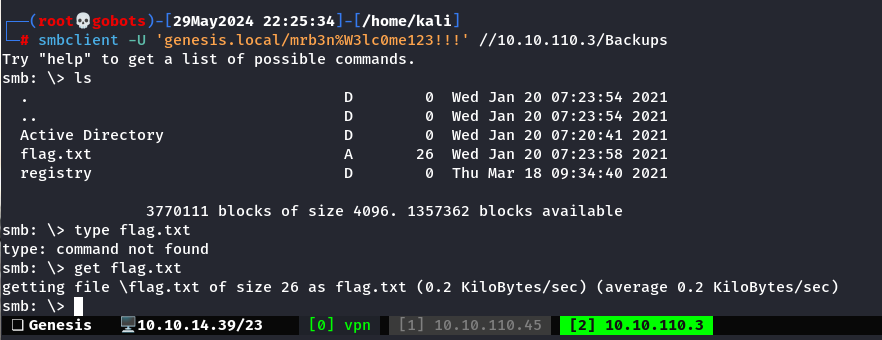 ┌──(root💀gobots)-[29May2024 22:25:34]-[/home/kali]
└─# smbclient -U 'genesis.local/mrb3n%W3lc0me123!!!' //10.10.110.3/Backups
Try "help" to get a list of possible commands.
smb: \> ls
  .                                   D        0  Wed Jan 20 07:23:54 2021
  ..                                  D        0  Wed Jan 20 07:23:54 2021
  Active Directory                    D        0  Wed Jan 20 07:20:41 2021
  flag.txt                            A       26  Wed Jan 20 07:23:58 2021
  registry                            D        0  Thu Mar 18 09:34:40 2021
                3770111 blocks of size 4096. 1357362 blocks available
smb: \> type flag.txt
type: command not found
smb: \> get flag.txt
getting file \flag.txt of size 26 as flag.txt (0.2 KiloBytes/sec) (average 0.2 KiloBytes/sec)
smb: \>
❏ Genesis 🖥️10.10.14.39/23 [0] vpn [1] 10.10.110.45 [2] 10.10.110.3